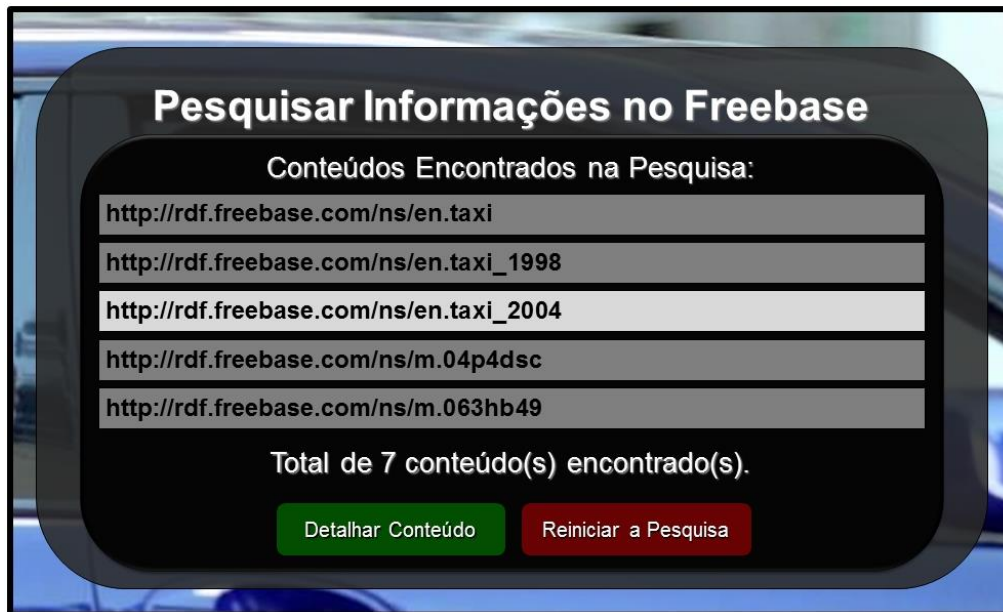 Pesquisar Informações no Freebase
Conteúdos Encontrados na Pesquisa:
http://rdf.freebase.com/ns/en.taxi
http://rdf.freebase.com/ns/en.taxi_1998
http://rdf.freebase.com/ns/en.taxi_2004
http://rdf.freebase.com/ns/m.04p4dsc
http://rdf.freebase.com/ns/m.063hb49
Total de 7 conteúdo(s) encontrado(s).
Detalhar Conteúdo
Reiniciar a Pesquisa